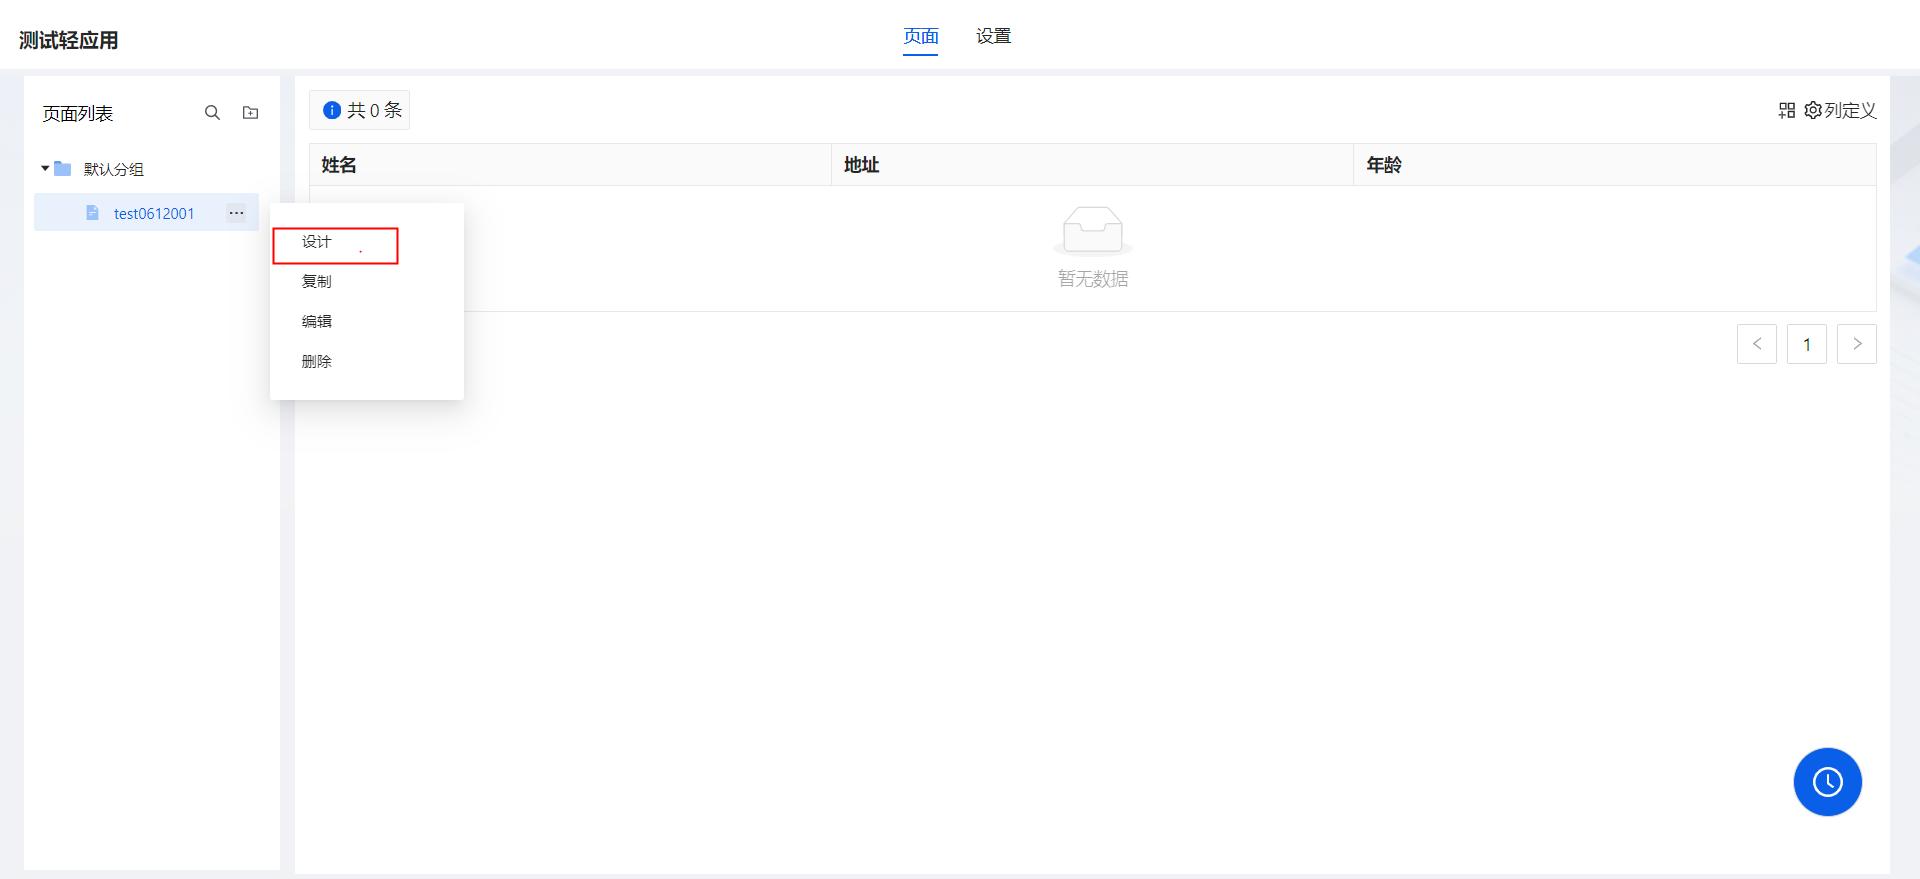 测试轻应用
页面 设置
页面列表
默认分组
test0612001
设计
复制
编辑
删除
共 0 条
列定义
姓名 地址 年龄
暂无数据
1